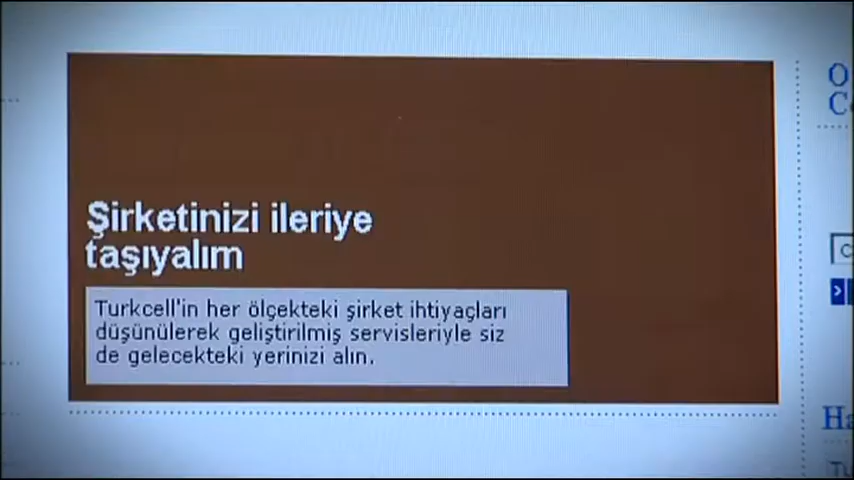 Şirketinizi ileriye
taşıyalım
Turkcell'in her ölçekteki şirket ihtiyaçları
düşünülerek geliştirilmiş servisleriyle siz
de gelecekteki yerinizi alın.